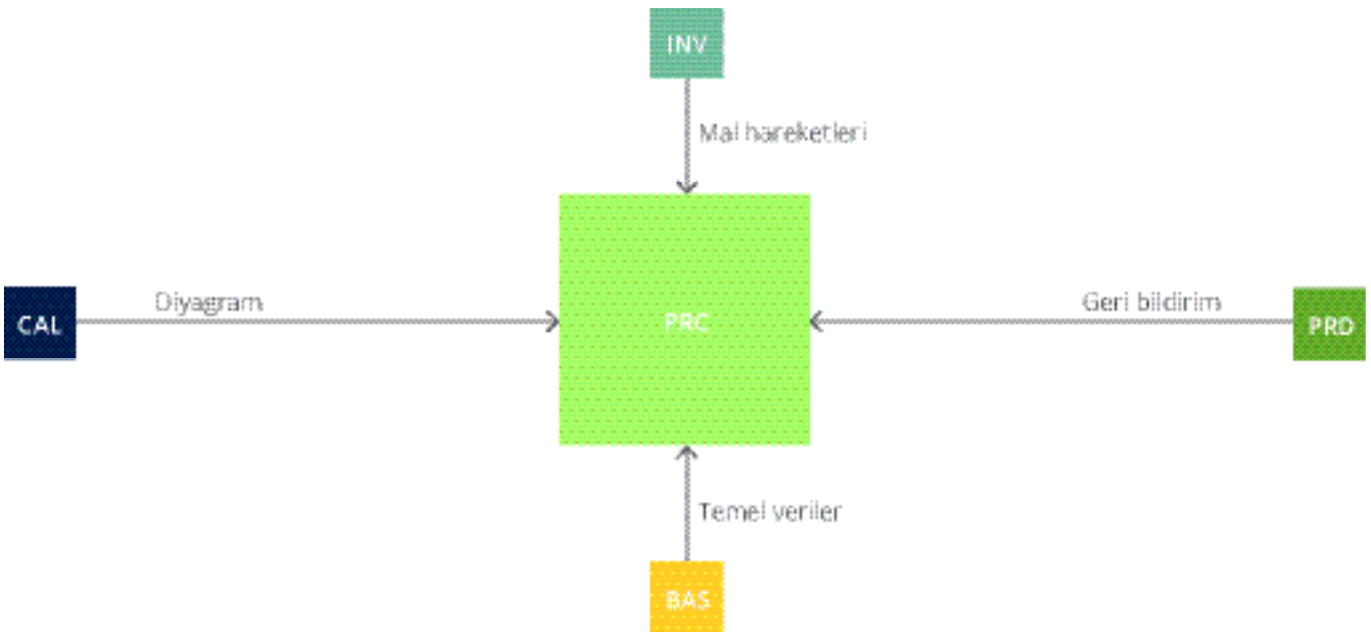 INV
Mal hareketleri
Diyagram
Geri bildirim
CAL
PRC
PRD
Temel veriler
BAS